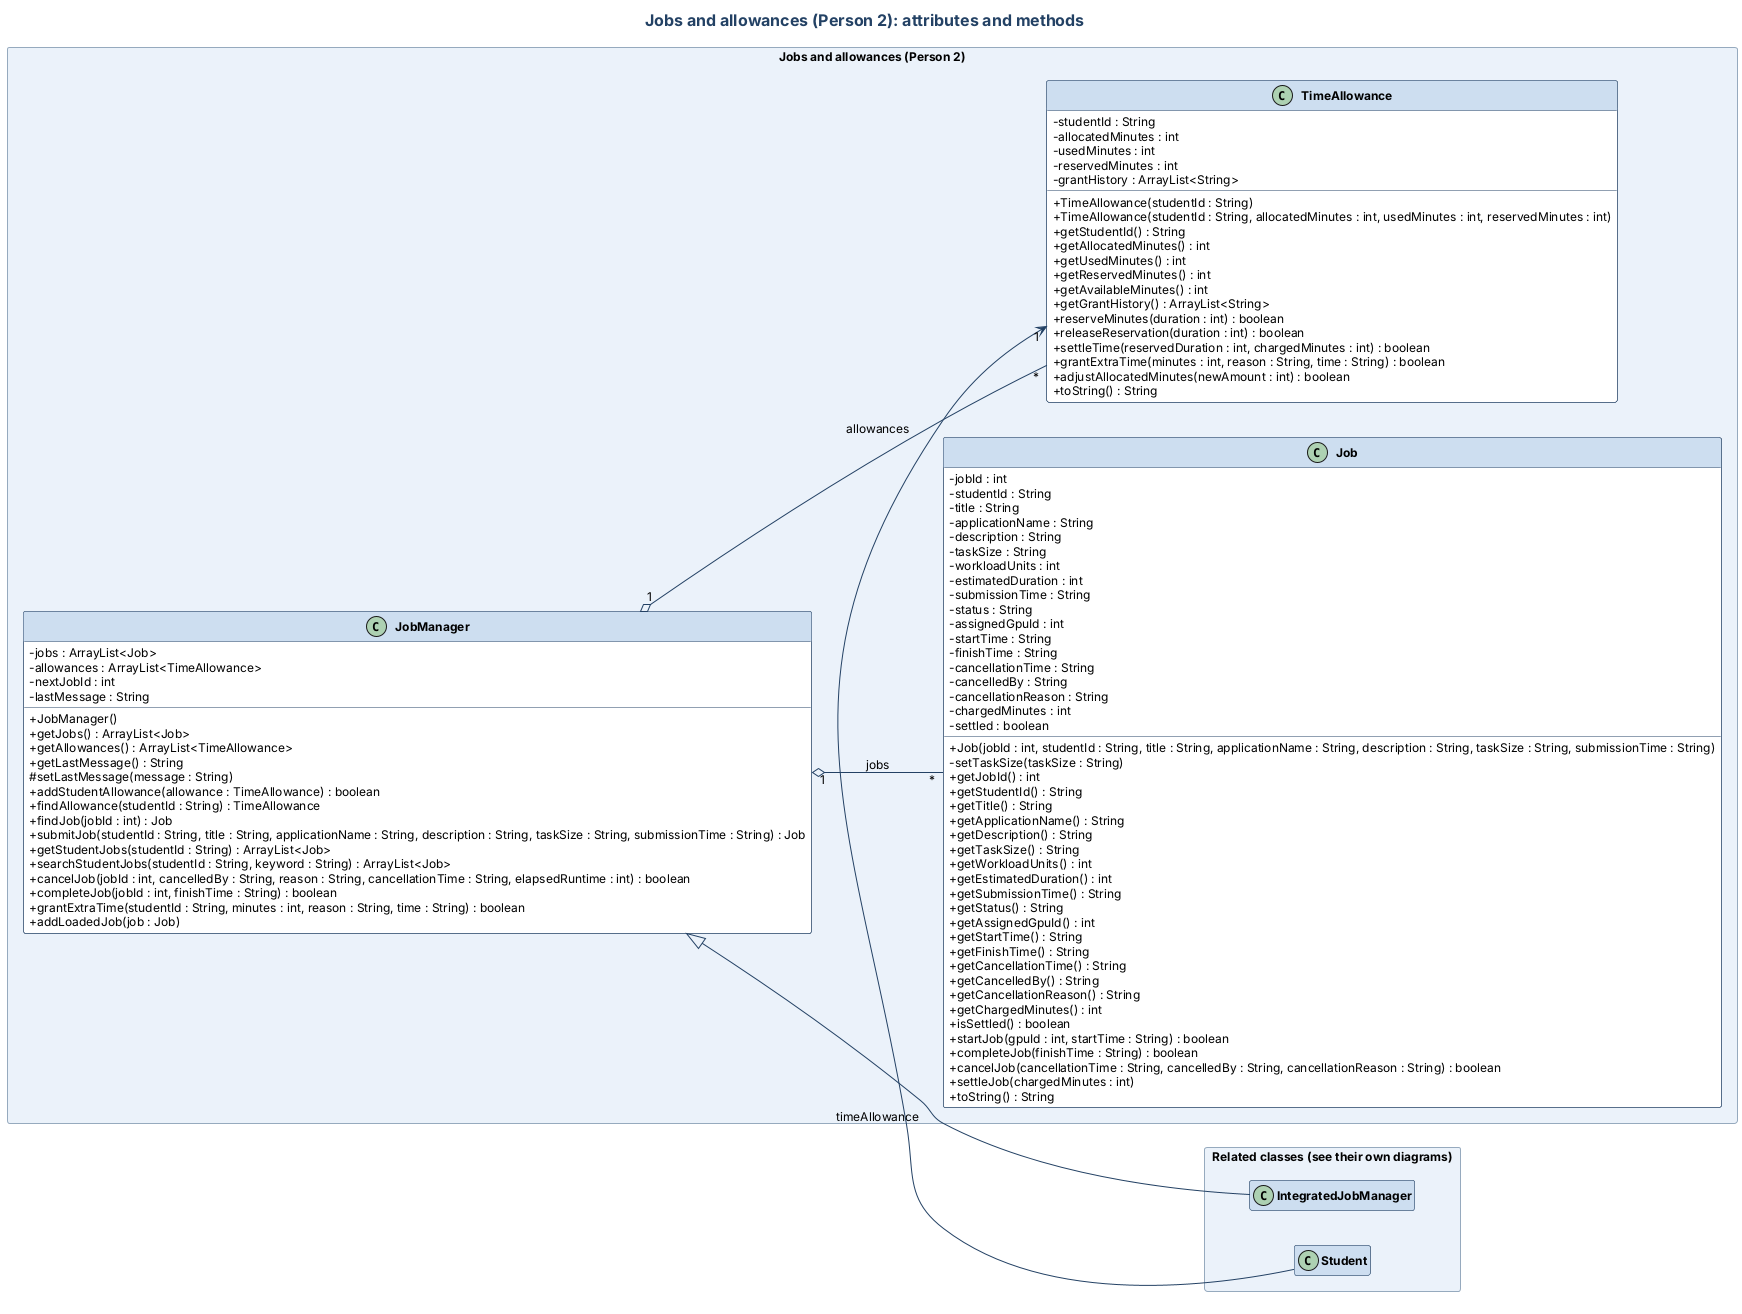 Jobs and allowances (Person 2): attributes and methods
Jobs and allowances (Person 2)
C TimeAllowance
-studentId : String
-allocatedMinutes : int
-usedMinutes : int
-reservedMinutes : int
-grantHistory : ArrayList<String>
+TimeAllowance(studentId : String)
+TimeAllowance(studentId : String, allocatedMinutes : int, usedMinutes : int, reservedMinutes : int)
+getStudentId() : String
+getAllocatedMinutes() : int
+getUsedMinutes() : int
+getReservedMinutes() : int
+getAvailableMinutes() : int
+getGrantHistory() : ArrayList<String>
+reserveMinutes(duration : int) : boolean
+releaseReservation(duration : int) : boolean
+settleTime(reservedDuration : int, chargedMinutes : int) : boolean
+grantExtraTime(minutes : int, reason : String, time : String) : boolean
+adjustAllocatedMinutes(newAmount : int) : boolean
+toString() : String
1
*
allowances
1
C Job
-jobId : int
-studentId : String
-title : String
-applicationName : String
-description : String
-taskSize : String
-workloadUnits : int
-estimatedDuration : int
-submissionTime : String
-status : String
-assignedGpuId : int
-startTime : String
-finishTime : String
-cancellationTime : String
-cancelledBy : String
-cancellationReason : String
-chargedMinutes : int
-settled : boolean
+Job(jobId : int, studentId : String, title : String, applicationName : String, description : String, taskSize : String, submissionTime : String)
-setTaskSize(taskSize : String)
+getJobId() : int
+getStudentId() : String
+getTitle() : String
+getApplicationName() : String
+getDescription() : String
+getTaskSize() : String
+getWorkloadUnits() : int
+getEstimatedDuration() : int
+getSubmissionTime() : String
+getStatus() : String
+getAssignedGpuId() : int
+getStartTime() : String
+getFinishTime() : String
+getCancellationTime() : String
+getCancelledBy() : String
+getCancellationReason() : String
+getChargedMinutes() : int
+isSettled() : boolean
+startJob(gpuId : int, startTime : String) : boolean
+completeJob(finishTime : String) : boolean
+cancelJob(cancellationTime : String, cancelledBy : String, cancellationReason : String) : boolean
+settleJob(chargedMinutes : int)
+toString() : String
C JobManager
-jobs : ArrayList<Job>
-allowances : ArrayList<TimeAllowance>
-nextJobId : int
-lastMessage : String
+JobManager()
+getJobs() : ArrayList<Job>
+getAllowances() : ArrayList<TimeAllowance>
+getLastMessage() : String
#setLastMessage(message : String)
+addStudentAllowance(allowance : TimeAllowance) : boolean
+findAllowance(studentId : String) : TimeAllowance
+findJob(jobId : int) : Job
+submitJob(studentId : String, title : String, applicationName : String, description : String, taskSize : String, submissionTime : String) : Job
+getStudentJobs(studentId : String) : ArrayList<Job>
+searchStudentJobs(studentId : String, keyword : String) : ArrayList<Job>
+cancelJob(jobId : int, cancelledBy : String, reason : String, cancellationTime : String, elapsedRuntime : int) : boolean
+completeJob(jobId : int, finishTime : String) : boolean
+grantExtraTime(studentId : String, minutes : int, reason : String, time : String) : boolean
+addLoadedJob(job : Job)
jobs
1
*
timeAllowance
Related classes (see their own diagrams)
C IntegratedJobManager
C Student